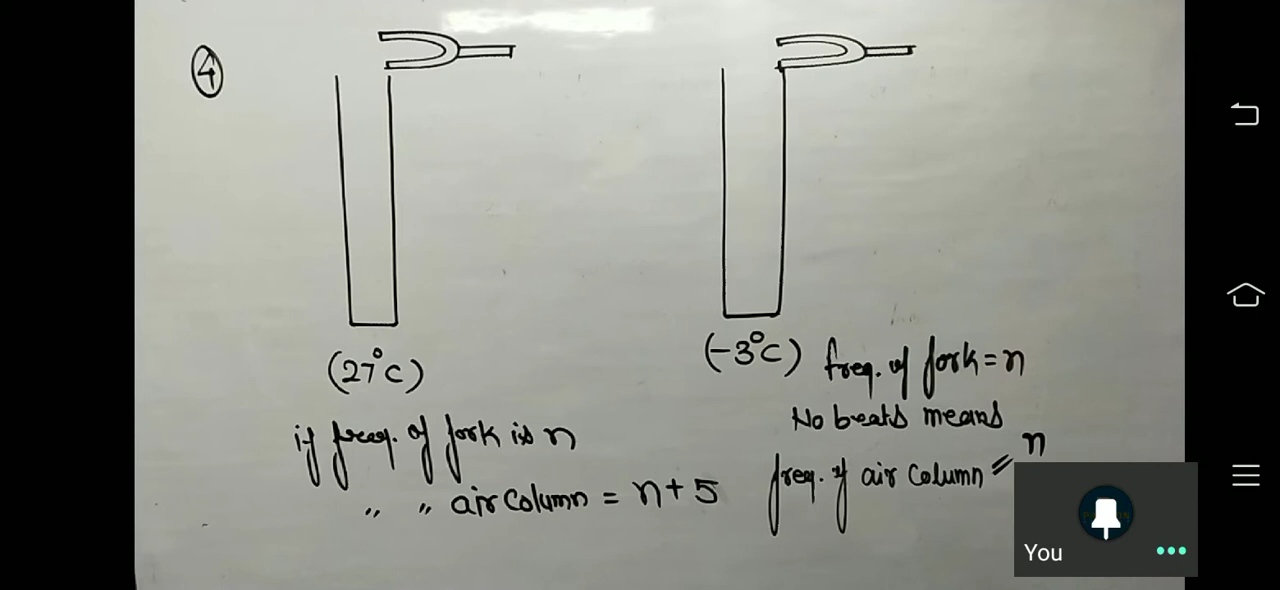 ④
(27°C)
(-3°C) freq. of fork = n
No beats means
freq. of air column = n
if freq. of fork is n
" " air column = n + 5
You